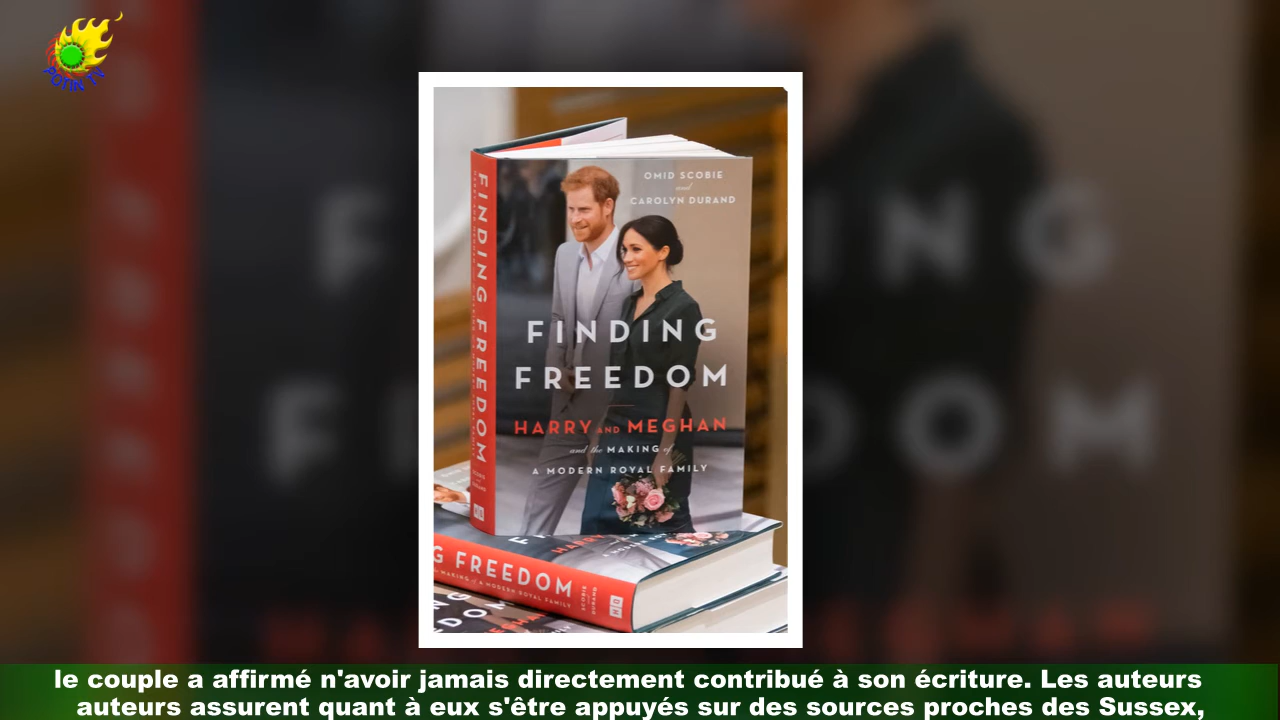 POTIN TV
OMID SCOBIE
and
CAROLYN DURAND
FINDING FREEDOM
FINDING
FREEDOM
HARRY AND MEGHAN
and the MAKING of
A MODERN ROYAL FAMILY
G FREEDOM
le couple a affirmé n'avoir jamais directement contribué à son écriture. Les auteurs
auteurs assurent quant à eux s'être appuyés sur des sources proches des Sussex,